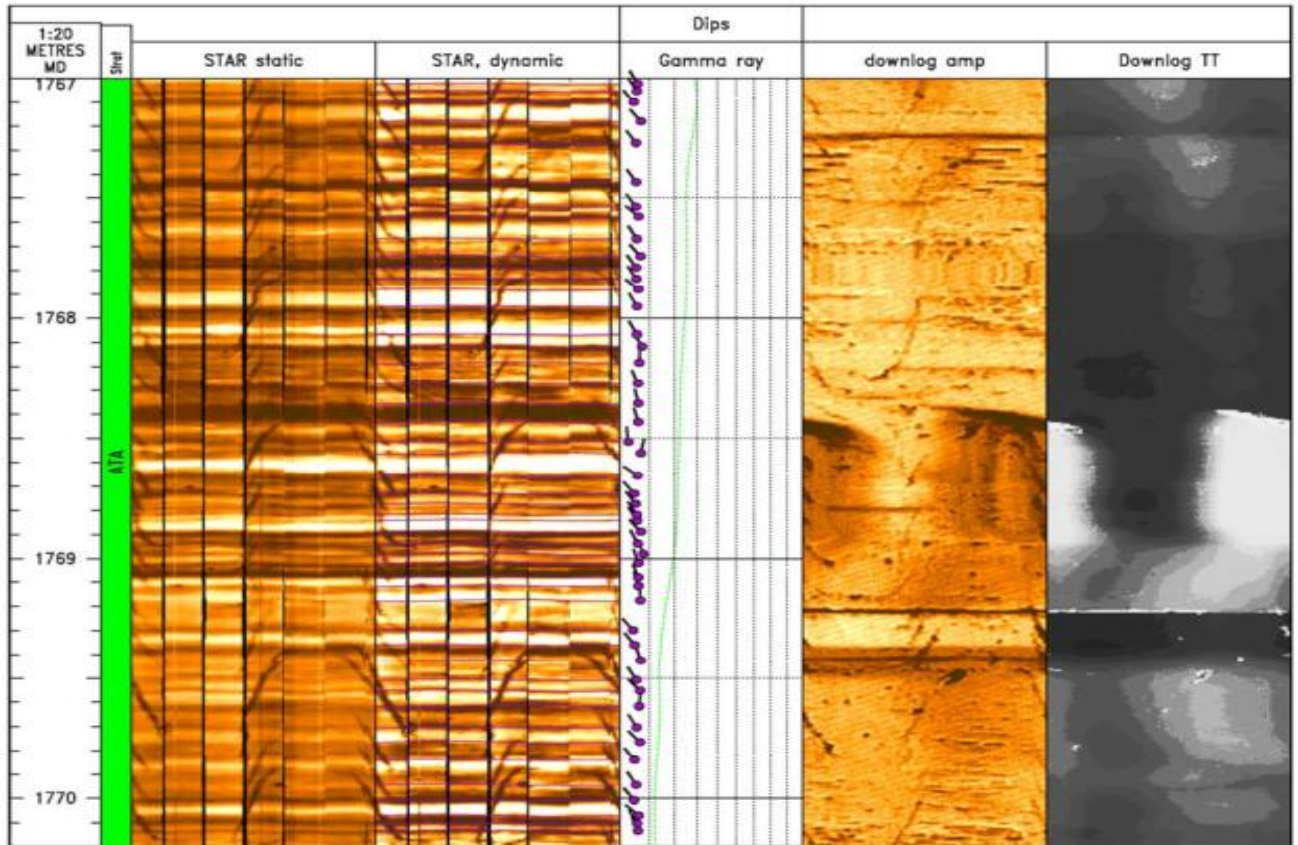 Dips
1:20
METRES
MD
Strat
STAR static
STAR, dynamic
Gamma ray
downlog amp
Downlog TT
1767
1768
ATA
1769
1770